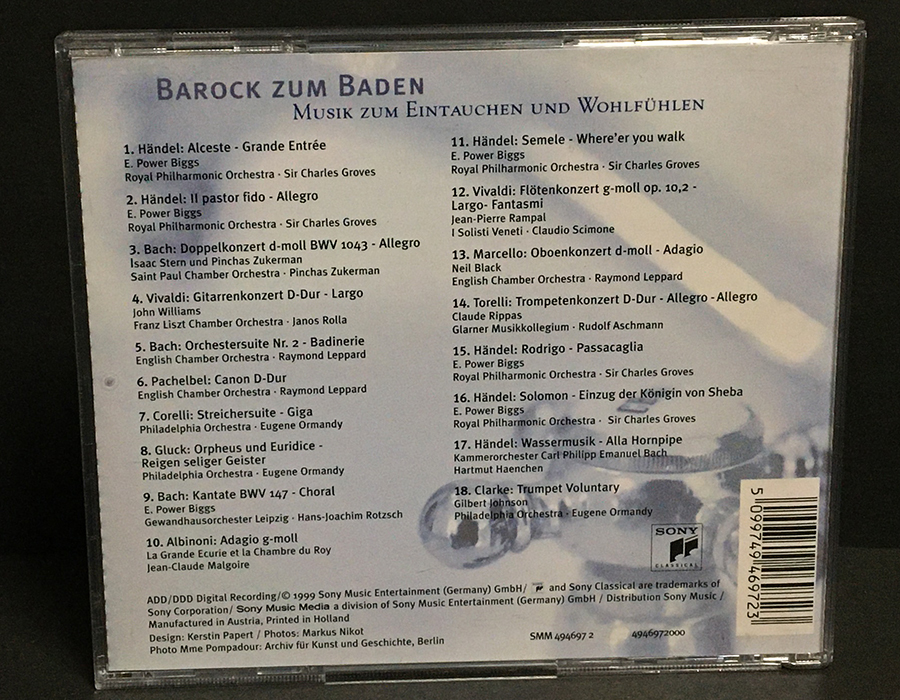 BAROCK ZUM BADEN
MUSIK ZUM EINTAUCHEN UND WOHLFÜHLEN
1. Händel: Alceste - Grande Entrée
E. Power Biggs
Royal Philharmonic Orchestra · Sir Charles Groves
2. Händel: Il pastor fido - Allegro
E. Power Biggs
Royal Philharmonic Orchestra · Sir Charles Groves
3. Bach: Doppelkonzert d-moll BWV 1043 - Allegro
Isaac Stern und Pinchas Zukerman
Saint Paul Chamber Orchestra · Pinchas Zukerman
4. Vivaldi: Gitarrenkonzert D-Dur - Largo
John Williams
Franz Liszt Chamber Orchestra · Janos Rolla
5. Bach: Orchestersuite Nr. 2 - Badinerie
English Chamber Orchestra · Raymond Leppard
6. Pachelbel: Canon D-Dur
English Chamber Orchestra · Raymond Leppard
7. Corelli: Streichersuite - Giga
Philadelphia Orchestra · Eugene Ormandy
8. Gluck: Orpheus und Euridice -
Reigen seliger Geister
Philadelphia Orchestra · Eugene Ormandy
9. Bach: Kantate BWV 147 - Choral
E. Power Biggs
Gewandhausorchester Leipzig · Hans-Joachim Rotzsch
10. Albinoni: Adagio g-moll
La Grande Ecurie et la Chambre du Roy
Jean-Claude Malgoire
11. Händel: Semele - Where'er you walk
E. Power Biggs
Royal Philharmonic Orchestra · Sir Charles Groves
12. Vivaldi: Flötenkonzert g-moll op. 10,2 -
Largo- Fantasmi
Jean-Pierre Rampal
I Solisti Veneti · Claudio Scimone
13. Marcello: Oboenkonzert d-moll - Adagio
Neil Black
English Chamber Orchestra · Raymond Leppard
14. Torelli: Trompetenkonzert D-Dur - Allegro - Allegro
Claude Rippas
Glarner Musikkollegium · Rudolf Aschmann
15. Händel: Rodrigo - Passacaglia
E. Power Biggs
Royal Philharmonic Orchestra · Sir Charles Groves
16. Händel: Solomon - Einzug der Königin von Sheba
E. Power Biggs
Royal Philharmonic Orchestra · Sir Charles Groves
17. Händel: Wassermusik - Alla Hornpipe
Kammerorchester Carl Philipp Emanuel Bach
Hartmut Haenchen
18. Clarke: Trumpet Voluntary
Gilbert Johnson
Philadelphia Orchestra · Eugene Ormandy
SONY
CLASSICAL
5 099749 469723
ADD/DDD Digital Recording/© 1999 Sony Music Entertainment (Germany) GmbH/ and Sony Classical are trademarks of
Sony Corporation/ Sony Music Media a division of Sony Music Entertainment (Germany) GmbH / Distribution Sony Music /
Manufactured in Austria, Printed in Holland
Design: Kerstin Papert / Photos: Markus Nikot
Photo Mme Pompadour: Archiv für Kunst und Geschichte, Berlin
SMM 494697 2 4946972000